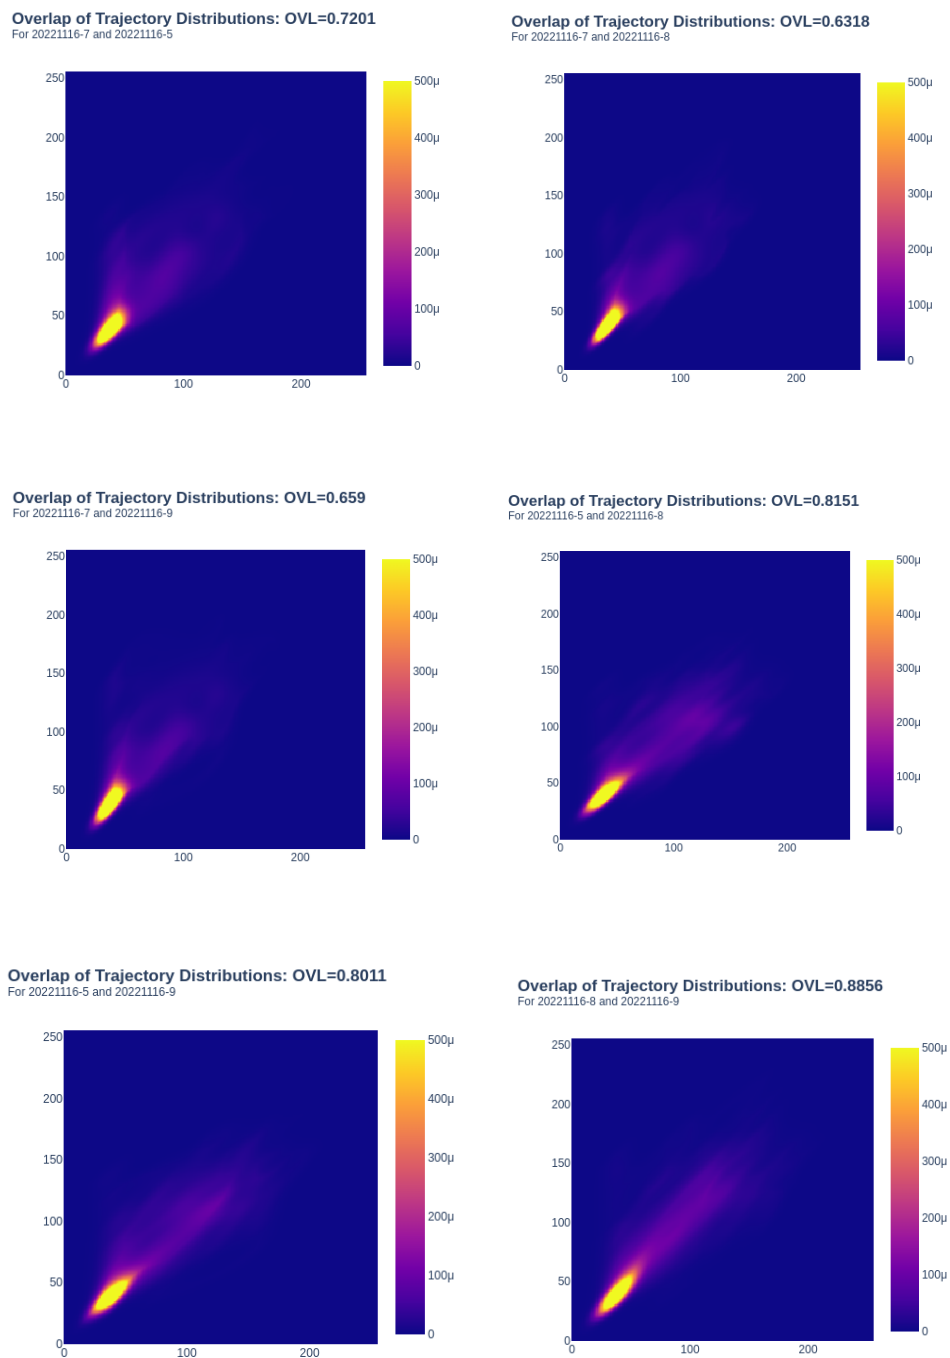 Overlap of Trajectory Distributions: OVL=0.7201
For 20221116-7 and 20221116-5
250
200
150
100
50
0
0
100
200
500μ
400μ
300μ
200μ
100μ
0
Overlap of Trajectory Distributions: OVL=0.6318
For 20221116-7 and 20221116-8
250
200
150
100
50
0
0
100
200
500μ
400μ
300μ
200μ
100μ
0
Overlap of Trajectory Distributions: OVL=0.659
For 20221116-7 and 20221116-9
250
200
150
100
50
0
0
100
200
500μ
400μ
300μ
200μ
100μ
0
Overlap of Trajectory Distributions: OVL=0.8151
For 20221116-5 and 20221116-8
250
200
150
100
50
0
0
100
200
500μ
400μ
300μ
200μ
100μ
0
Overlap of Trajectory Distributions: OVL=0.8011
For 20221116-5 and 20221116-9
250
200
150
100
50
0
0
100
200
500μ
400μ
300μ
200μ
100μ
0
Overlap of Trajectory Distributions: OVL=0.8856
For 20221116-8 and 20221116-9
250
200
150
100
50
0
0
100
200
500μ
400μ
300μ
200μ
100μ
0